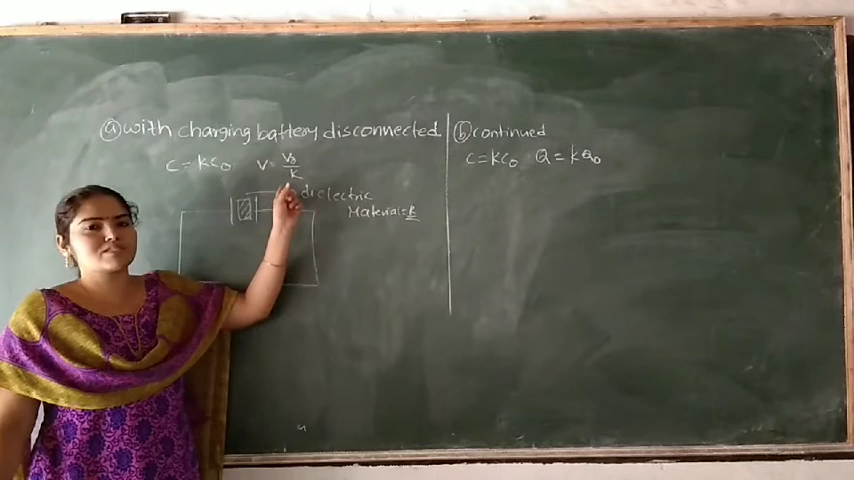 ⓐ with charging battery disconnected
C = KC₀ V = V₀/K
dielectric
Material = K
ⓑ continued
C = KC₀ Q = KQ₀